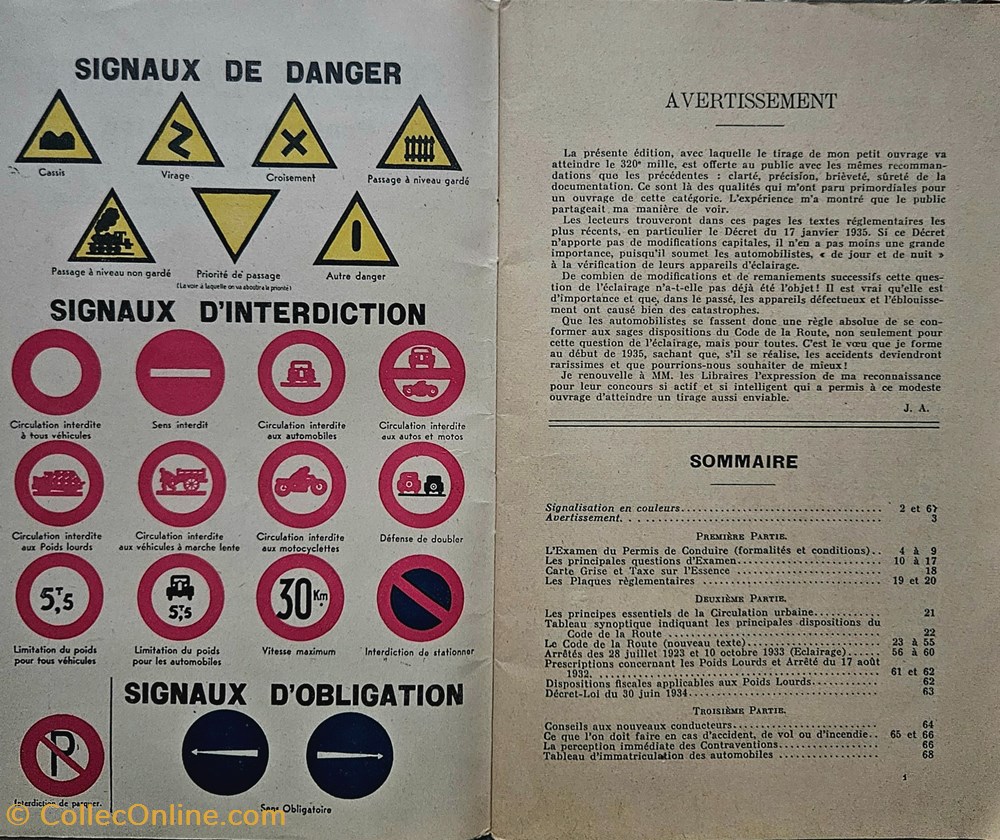 SIGNAUX DE DANGER
Cassis
Virage
Croisement
Passage à niveau gardé
Passage à niveau non gardé
Priorité de passage
(La voir à laquelle on va abostra la priorité)
Autre danger
SIGNAUX D'INTERDICTION
Circulation interdite
à tous véhicules
Sens interdit
Circulation interdite
aux automobiles
Circulation interdite
aux autos et motos
Circulation interdite
aux Poids lourds
Circulation interdite
aux véhicules à marche lente
Circulation interdite
aux motocyclettes
Défense de doubler
5,5
Limitation du poids
pour tous véhicules
5,5
Limitation du poids
pour les automobiles
30 Km
Vitesse maximum
Interdiction de stationner
SIGNAUX D'OBLIGATION
P
Interdiction de parquer.
Sens Obligatoire
© CollecOnline.com
AVERTISSEMENT
La présente édition, avec laquelle le tirage de mon petit ouvrage va
atteindre le 320e mille, est offerte au public avec les mêmes recomman-
dations que les précédentes : clarté, précision, brièveté, sûreté de la
documentation. Ce sont là des qualités qui m'ont paru primordiales pour
un ouvrage de cette catégorie. L'expérience m'a montré que le public
partageait ma manière de voir.
Les lecteurs trouveront dans ces pages les textes réglementaires les
plus récents, en particulier le Décret du 17 janvier 1935. Si ce Décret
n'apporte pas de modifications capitales, il n'en a pas moins une grande
importance, puisqu'il soumet les automobilistes, « de jour et de nuit »
à la vérification de leurs appareils d'éclairage.
De combien de modifications et de remaniements successifs cette ques-
tion de l'éclairage n'a-t-elle pas déjà été l'objet ! Il est vrai qu'elle est
d'importance et que, dans le passé, les appareils défectueux et l'éblouisse-
ment ont causé bien des catastrophes.
Que les automobilistes se fassent donc une règle absolue de se con-
former aux sages dispositions du Code de la Route, non seulement pour
cette question de l'éclairage, mais pour toutes. C'est le vœu que je forme
au début de 1935, sachant que, s'il se réalise, les accidents deviendront
rarissimes et que pourrions-nous souhaiter de mieux !
Je renouvelle à MM. les Libraires l'expression de ma reconnaissance
pour leur concours si actif et si intelligent qui a permis à ce modeste
ouvrage d'atteindre un tirage aussi enviable.
J. A.
SOMMAIRE
Signalisation en couleurs........ 2 et 67
Avertissement........ 3
PREMIÈRE PARTIE.
L'Examen du Permis de Conduire (formalités et conditions).. 4 à 9
Les principales questions d'Examen........ 10 à 17
Carte Grise et Taxe sur l'Essence ........ 18
Les Plaques règlementaires ........ 19 et 20
DEUXIÈME PARTIE.
Les principes essentiels de la Circulation urbaine........ 21
Tableau synoptique indiquant les principales dispositions du
Code de la Route ........ 22
Le Code de la Route (nouveau texte)........ 23 à 55
Arrêtés des 28 juillet 1923 et 10 octobre 1933 (Eclairage)..... 56 à 60
Prescriptions concernant les Poids Lourds et Arrêté du 17 août
1932........ 61 et 62
Dispositions fiscales applicables aux Poids Lourds........ 62
Décret-Loi du 30 juin 1934........ 63
TROISIÈME PARTIE.
Conseils aux nouveaux conducteurs........ 64
Ce que l'on doit faire en cas d'accident, de vol ou d'incendie.. 65 et 66
La perception immédiate des Contraventions ........ 66
Tableau d'immatriculation des automobiles ........ 68
1